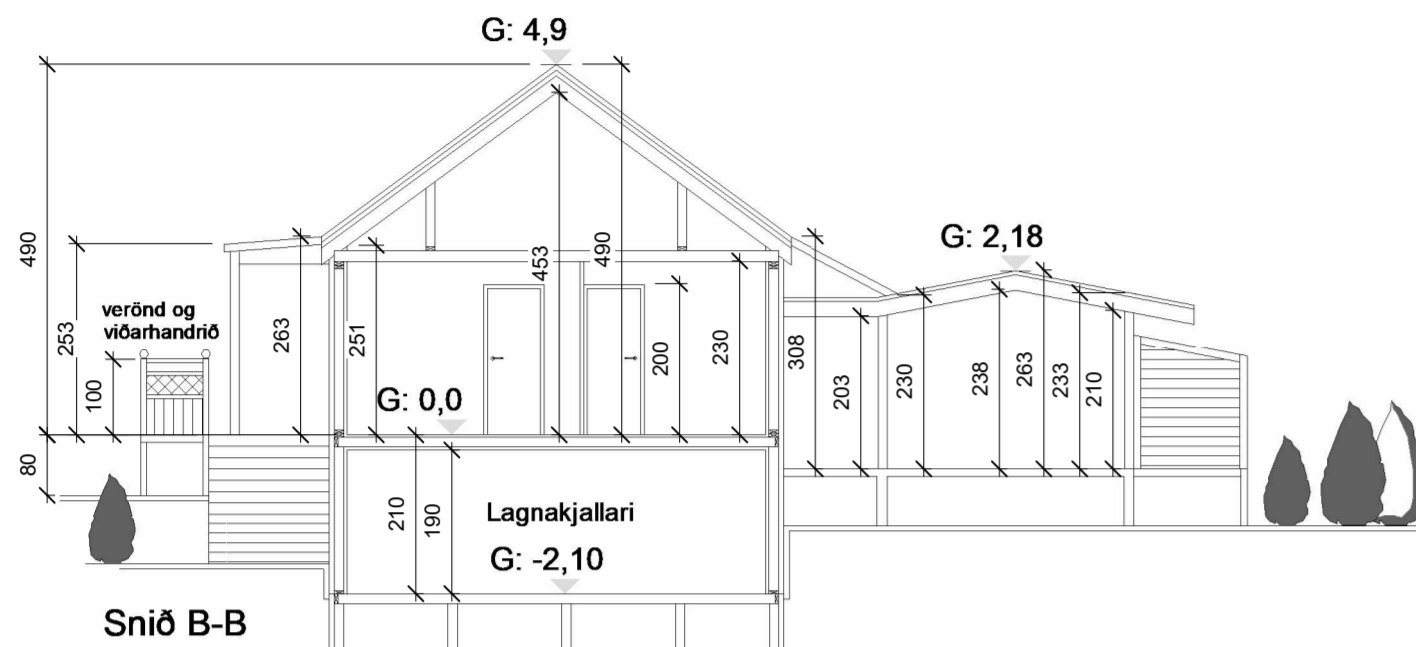 G: 4,9
490
453
490
G: 2,18
verönd og
viðarhandrið
253
100
263
251
200
230
308
203
230
238
263
233
210
G: 0,0
80
210
190
Lagnakjallari
G: -2,10
Snið B-B